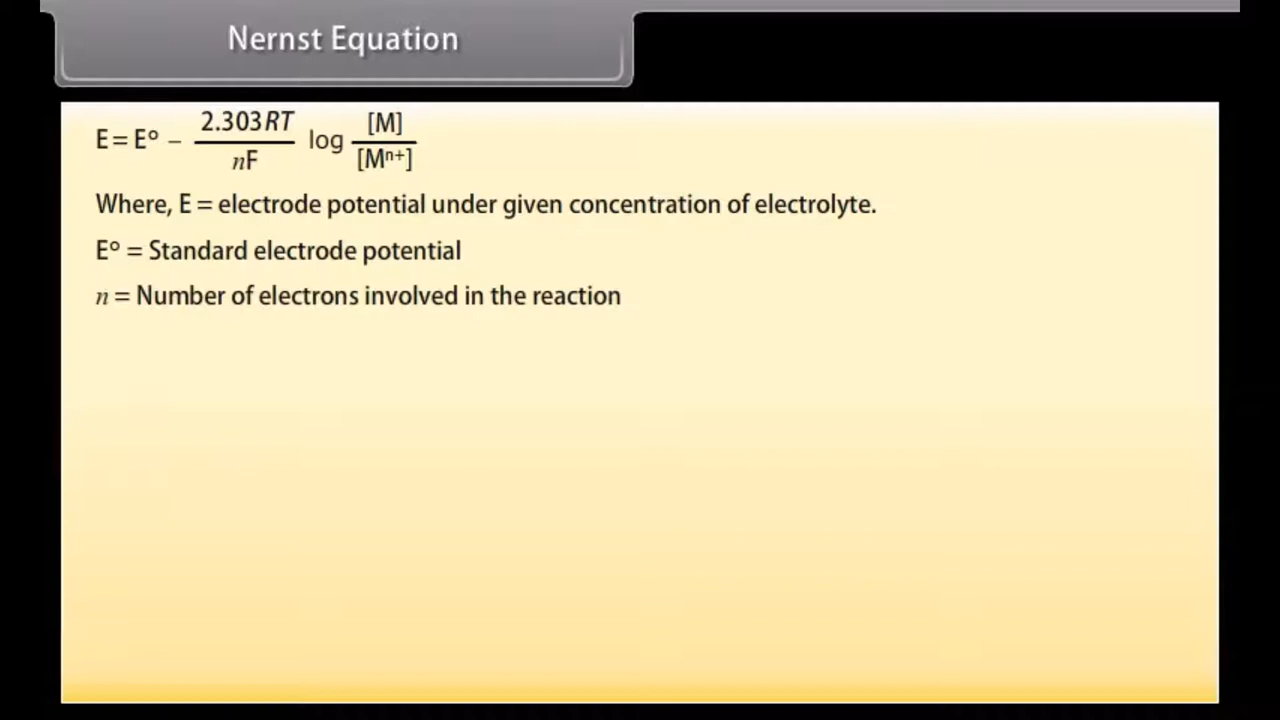 Nernst Equation
E = E° – 2.303RT / nF log [M] / [Mⁿ⁺]
Where, E = electrode potential under given concentration of electrolyte.
E° = Standard electrode potential
n = Number of electrons involved in the reaction